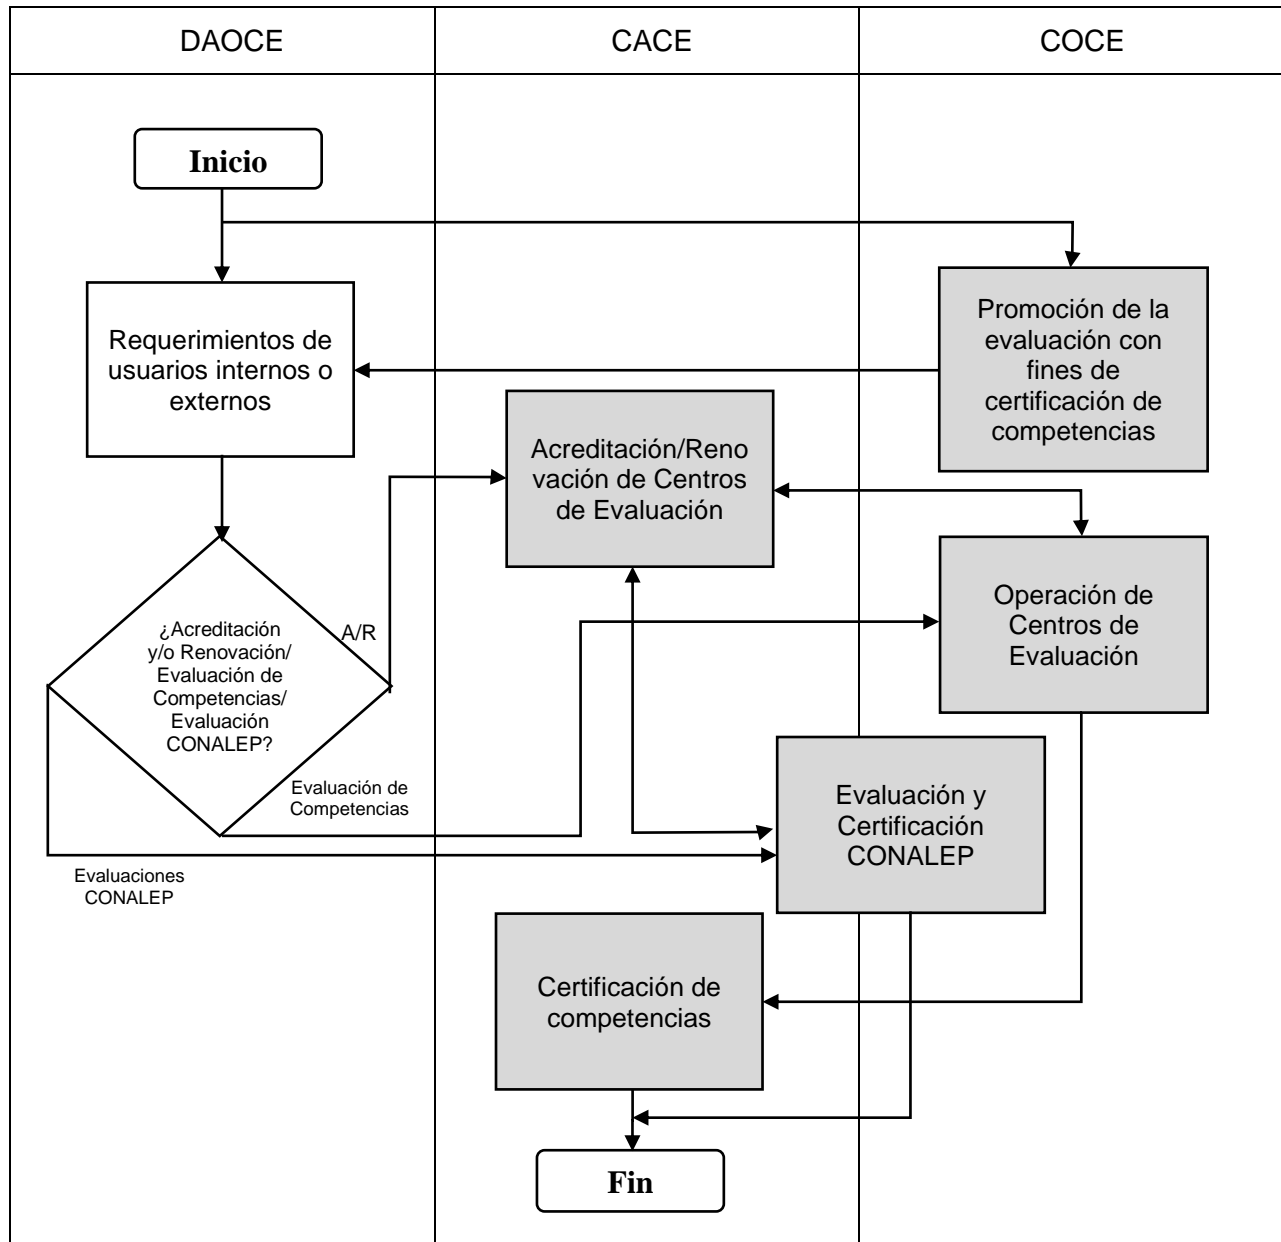 DAOCE
CACE
COCE
Inicio
Requerimientos de
usuarios internos o
externos
Promoción de la
evaluación con
fines de
certificación de
competencias
Acreditación/Reno
vación de Centros
de Evaluación
Operación de
Centros de
Evaluación
¿Acreditación
y/o Renovación/
Evaluación de
Competencias/
Evaluación
CONALEP?
A/R
Evaluación de
Competencias
Evaluaciones
CONALEP
Evaluación y
Certificación
CONALEP
Certificación de
competencias
Fin